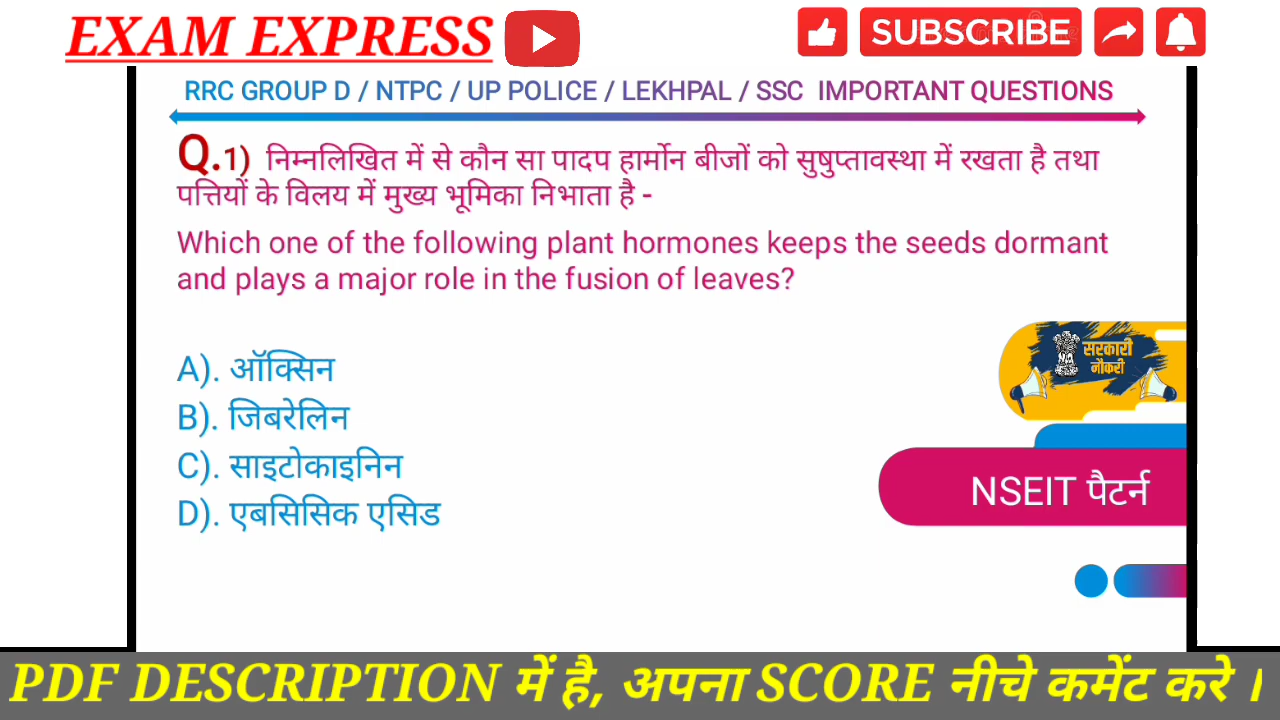 EXAM EXPRESS
SUBSCRIBE
RRC GROUP D / NTPC / UP POLICE / LEKHPAL / SSC IMPORTANT QUESTIONS
Q.1) निम्नलिखित में से कौन सा पादप हार्मोन बीजों को सुषुप्तावस्था में रखता है तथा
पत्तियों के विलय में मुख्य भूमिका निभाता है -
Which one of the following plant hormones keeps the seeds dormant
and plays a major role in the fusion of leaves?
A). ऑक्सिन
B). जिबरेलिन
C). साइटोकाइनिन
D). एबसिसिक एसिड
सरकारी
नौकरी
NSEIT पैटर्न
PDF DESCRIPTION में है, अपना SCORE नीचे कमेंट करे ।